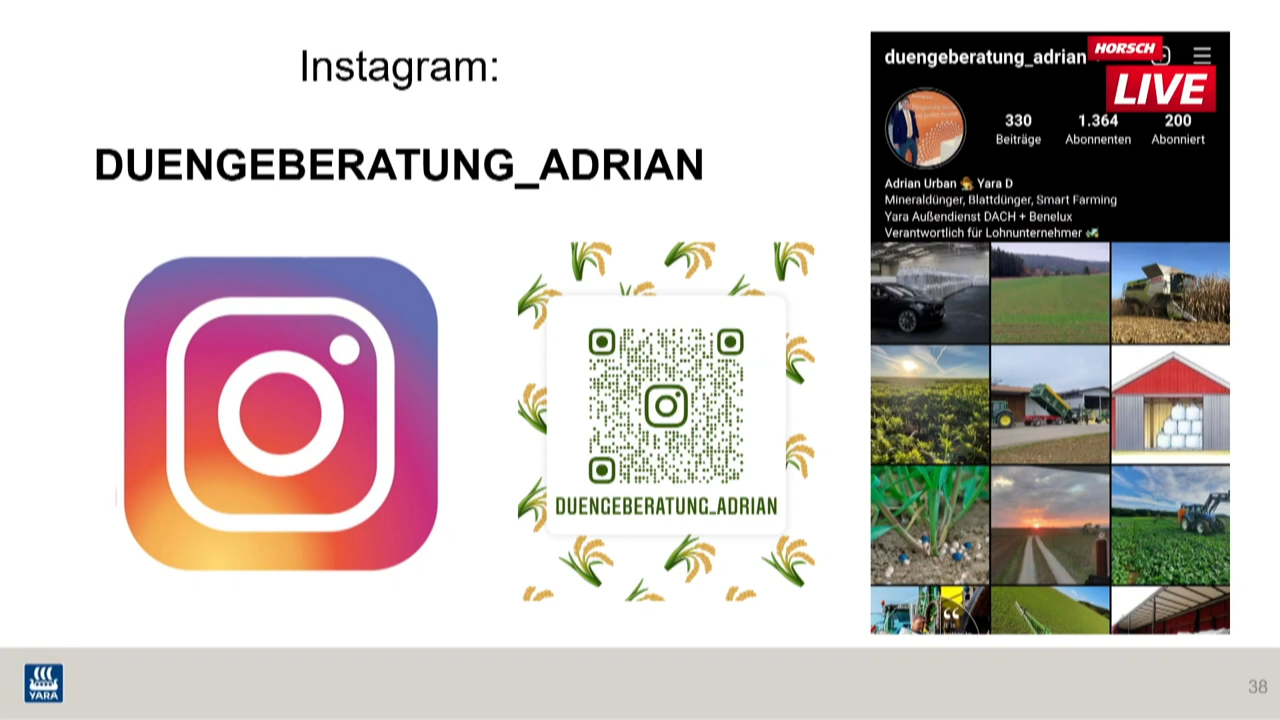 Instagram:
DUENGEBERATUNG_ADRIAN
DUENGEBERATUNG_ADRIAN
duengeberatung_adrian
HORSCH
LIVE
330
Beiträge
1.364
Abonnenten
200
Abonniert
Adrian Urban 👨‍🌾 Yara D
Mineraldünger, Blattdünger, Smart Farming
Yara Außendienst DACH + Benelux
Verantwortlich für Lohnunternehmer
YARA
38